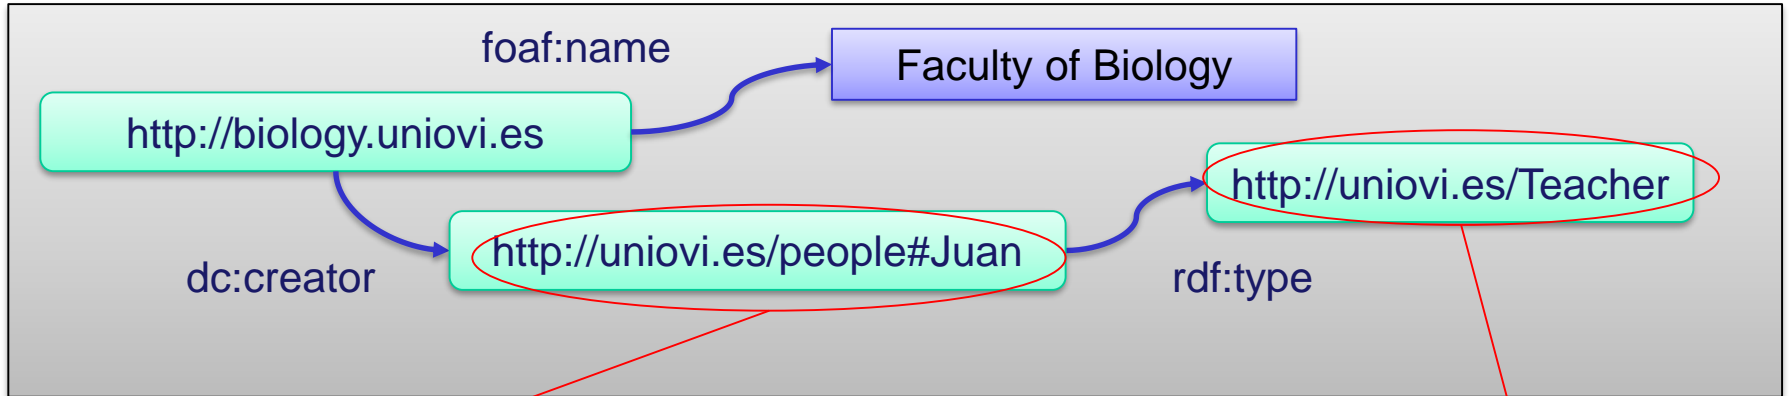 foaf:name
Faculty of Biology
http://biology.uniovi.es
http://uniovi.es/Teacher
http://uniovi.es/people#Juan
dc:creator
rdf:type